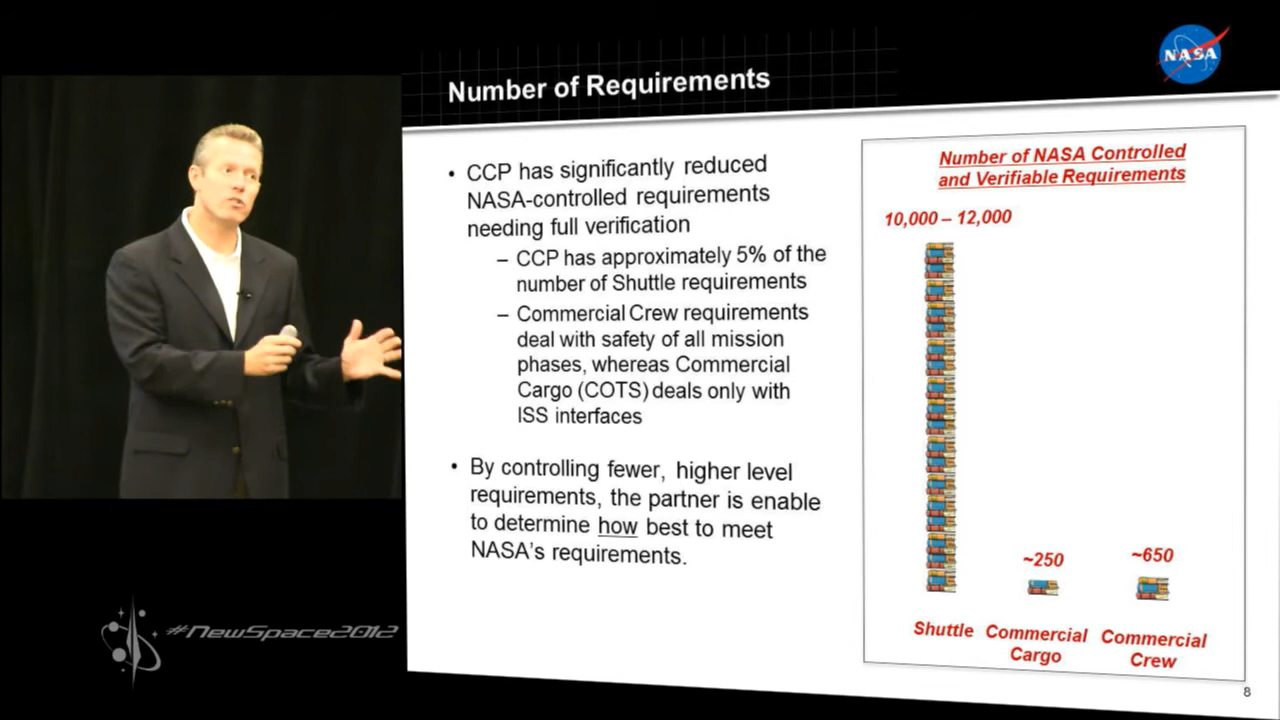 Number of Requirements
NASA
• CCP has significantly reduced
NASA-controlled requirements
needing full verification
– CCP has approximately 5% of the
number of Shuttle requirements
– Commercial Crew requirements
deal with safety of all mission
phases, whereas Commercial
Cargo (COTS) deals only with
ISS interfaces
• By controlling fewer, higher level
requirements, the partner is enable
to determine how best to meet
NASA's requirements.
Number of NASA Controlled
and Verifiable Requirements
10,000 – 12,000
~250
~650
Shuttle
Commercial
Cargo
Commercial
Crew
#NewSpace2012
8